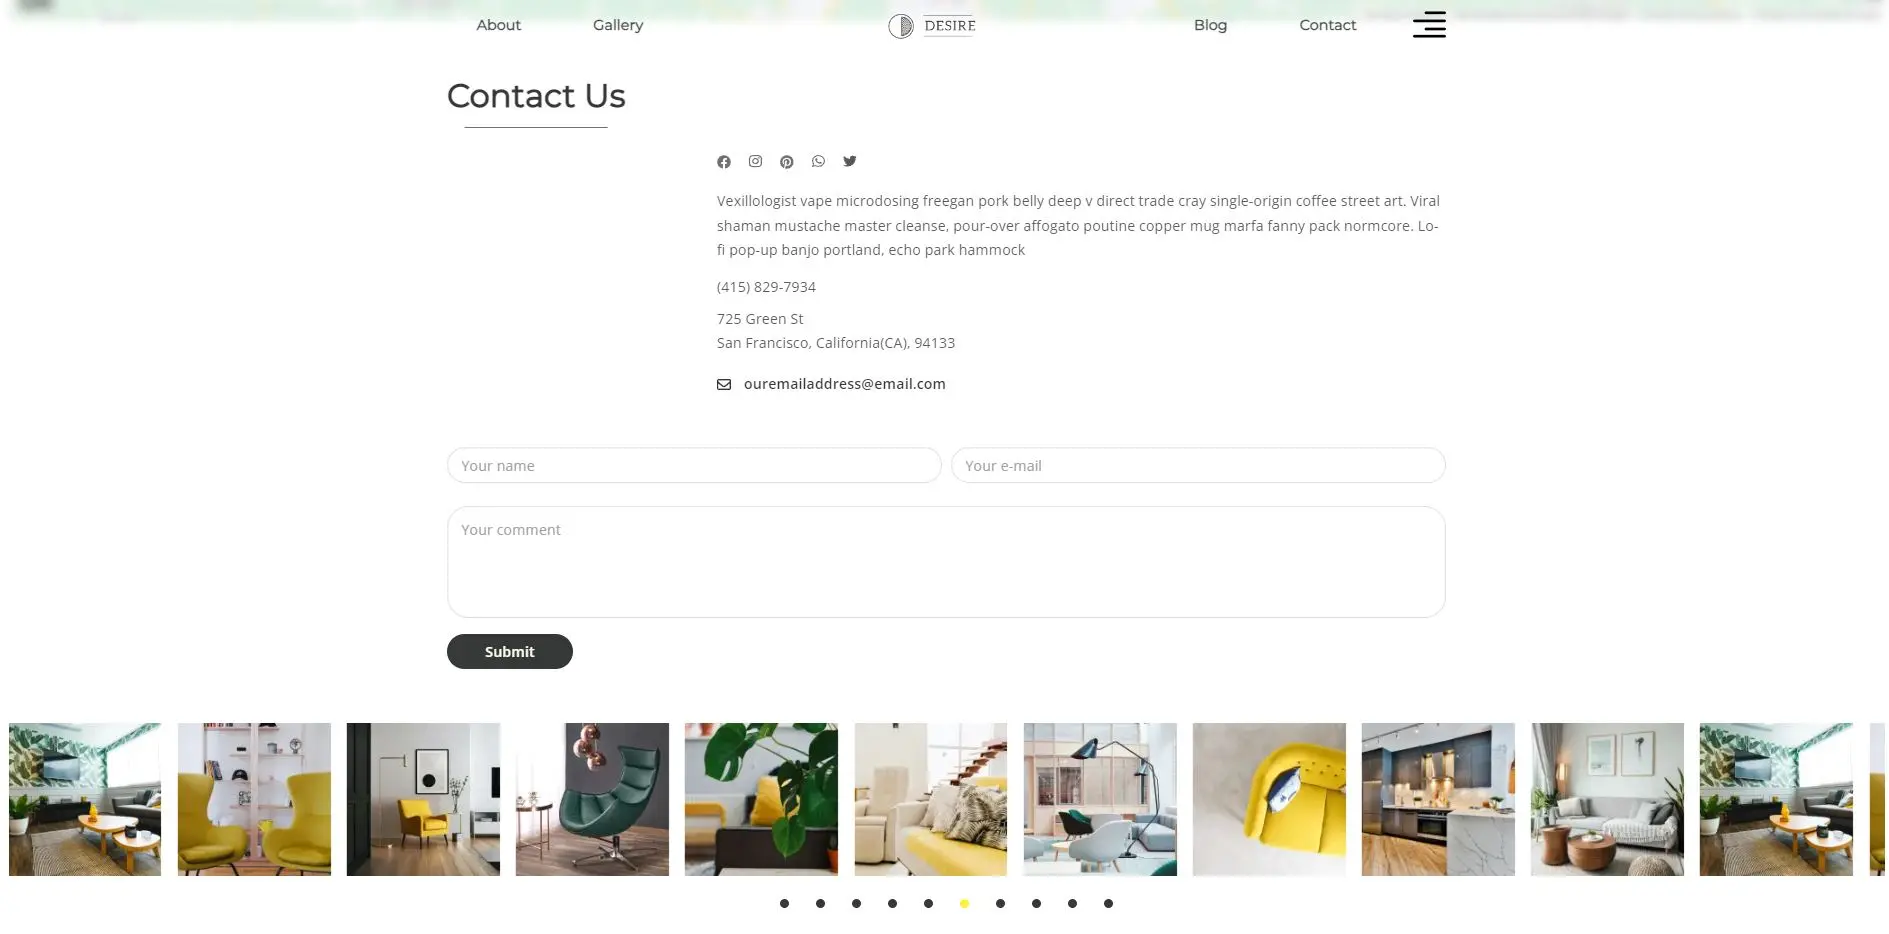 About
Gallery
DESIRE
Blog
Contact
Contact Us
Vexillologist vape microdosing freegan pork belly deep v direct trade cray single-origin coffee street art. Viral
shaman mustache master cleanse, pour-over affogato poutine copper mug marfa fanny pack normcore. Lo-
fi pop-up banjo portland, echo park hammock
(415) 829-7934
725 Green St
San Francisco, California(CA), 94133
ouremailaddress@email.com
Your name
Your e-mail
Your comment
Submit